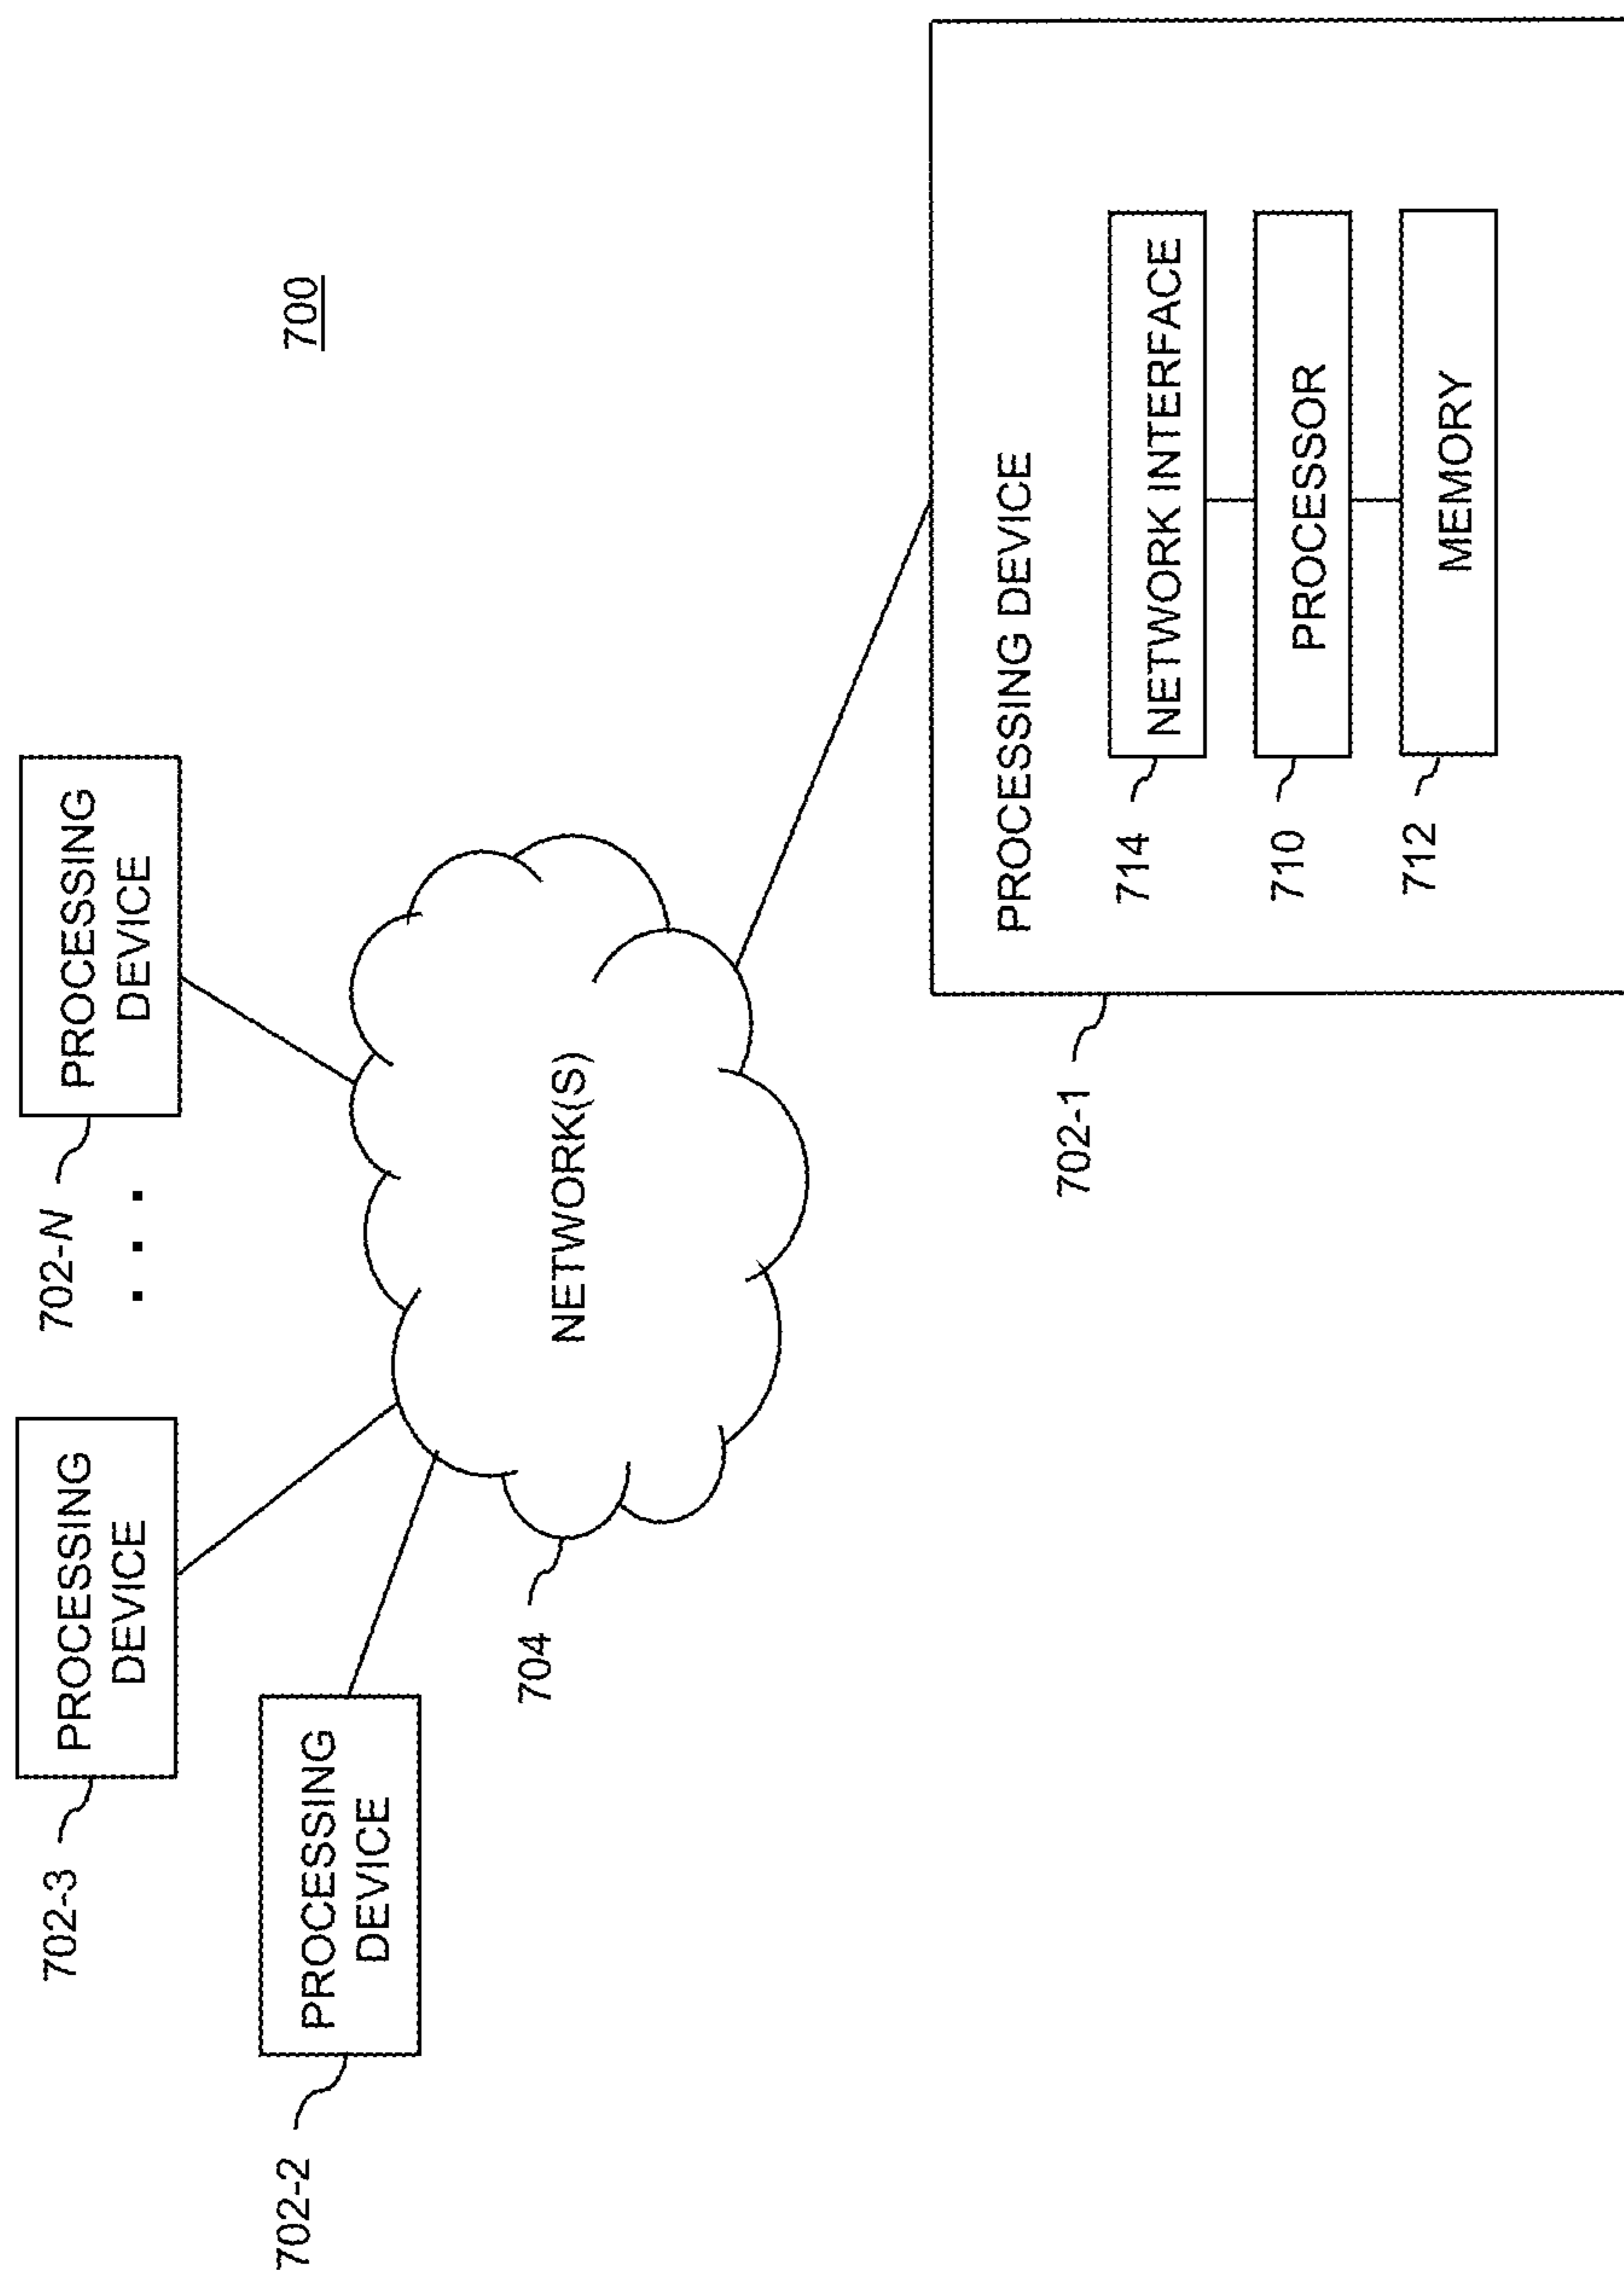 700
702-2
PROCESSING
DEVICE
702-3
PROCESSING
DEVICE
702-N
. . .
PROCESSING
DEVICE
704
NETWORK(S)
702-1
PROCESSING DEVICE
714
NETWORK INTERFACE
710
PROCESSOR
712
MEMORY